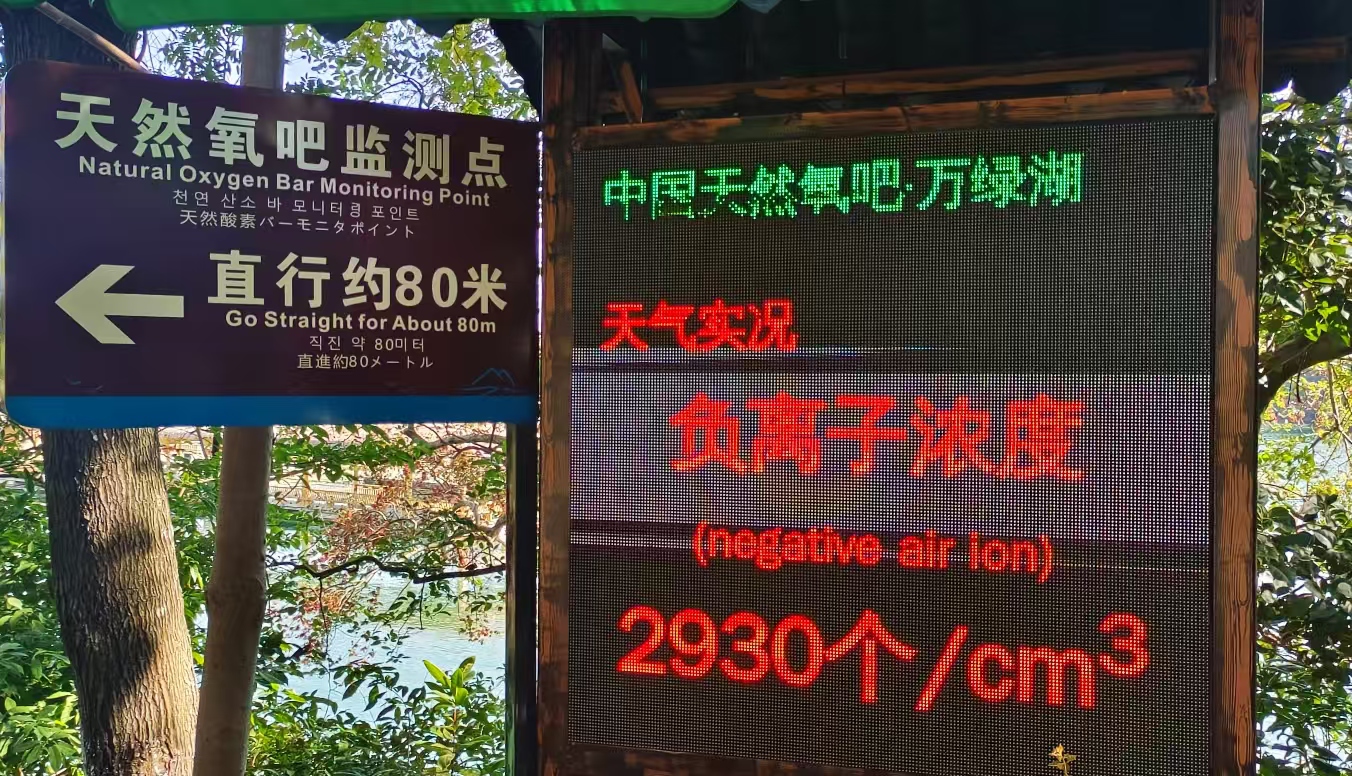 天然氧吧监测点
Natural Oxygen Bar Monitoring Point
천연 산소 바 모니터링 포인트
天然酸素バーモニタポイント
直行约80米
Go Straight for About 80m
직진 약 80미터
直進約80メートル
中国天然氧吧·万绿湖
天气实况
负离子浓度
(negative air ion)
2930个/cm³